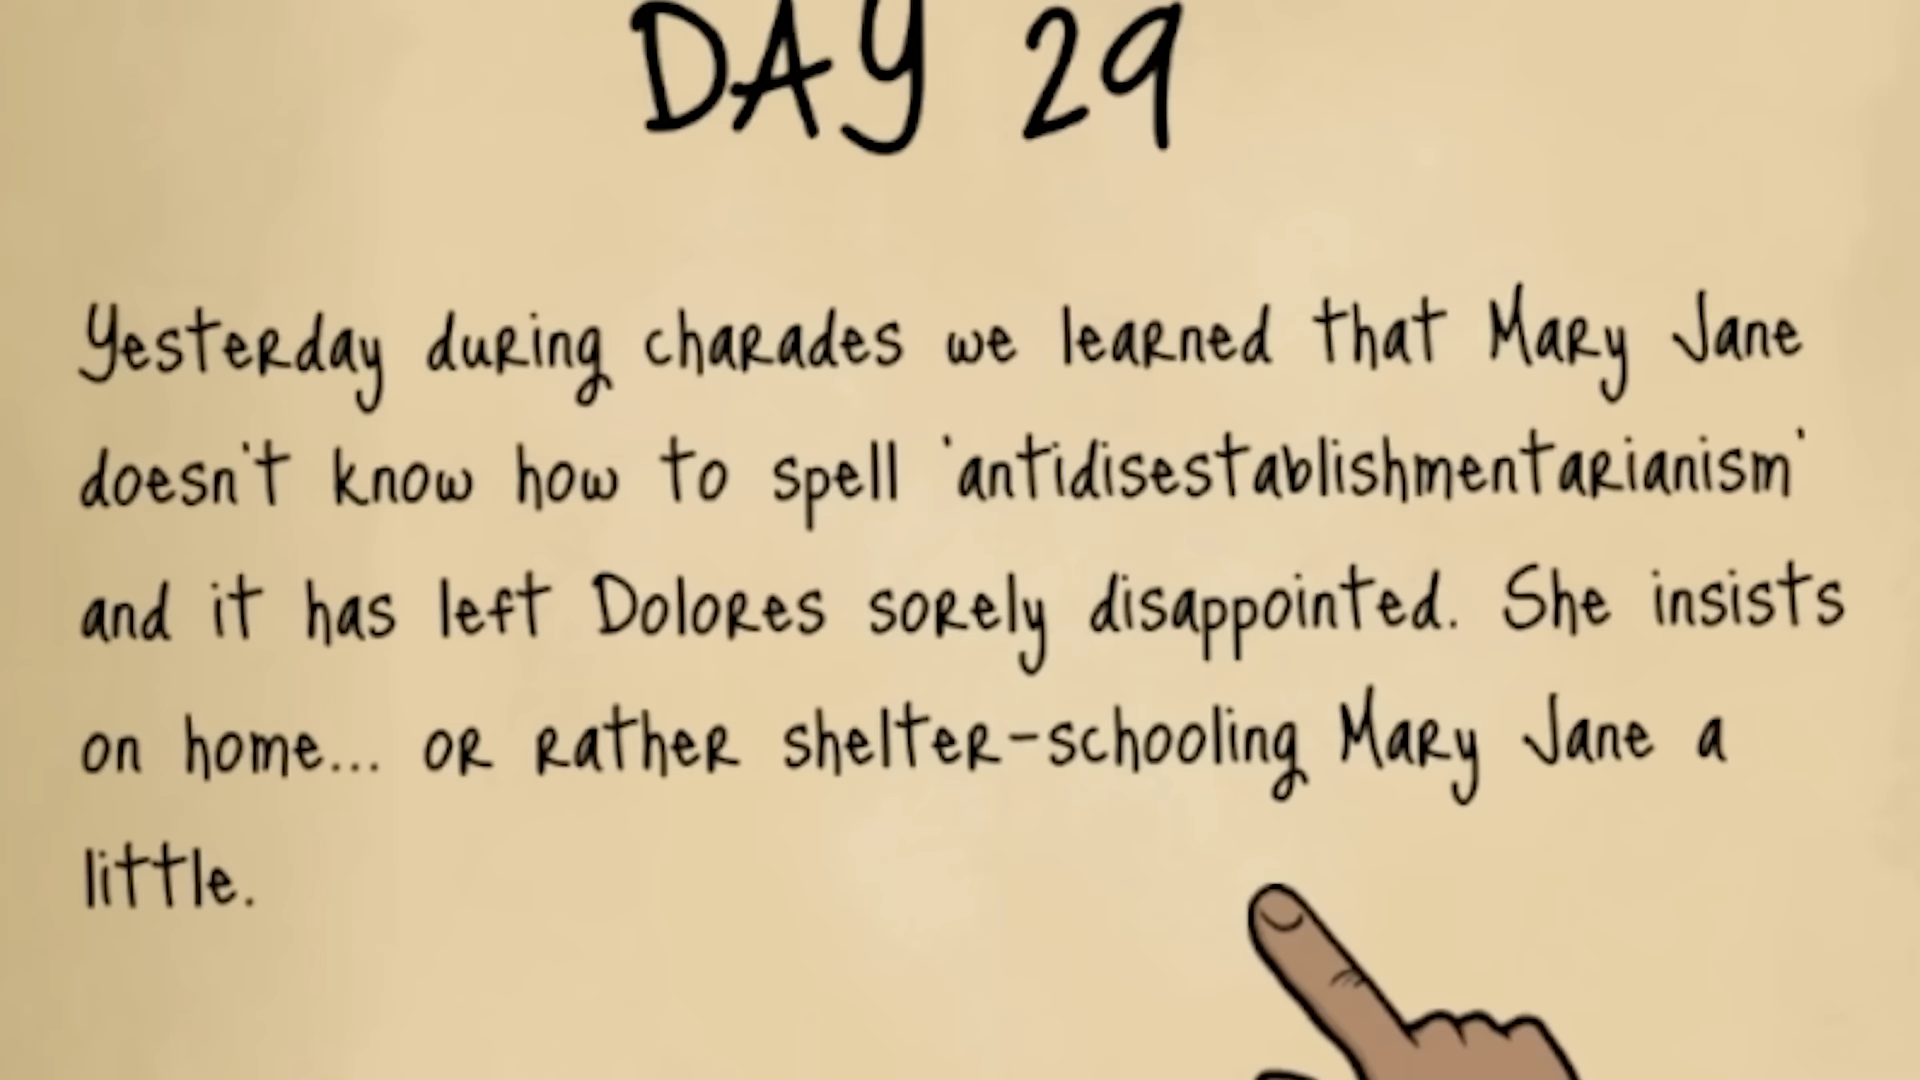 DAY 29
Yesterday during charades we learned that Mary Jane
doesn't know how to spell 'antidisestablishmentarianism'
and it has left Dolores sorely disappointed. She insists
on home... or rather shelter-schooling Mary Jane a
little.